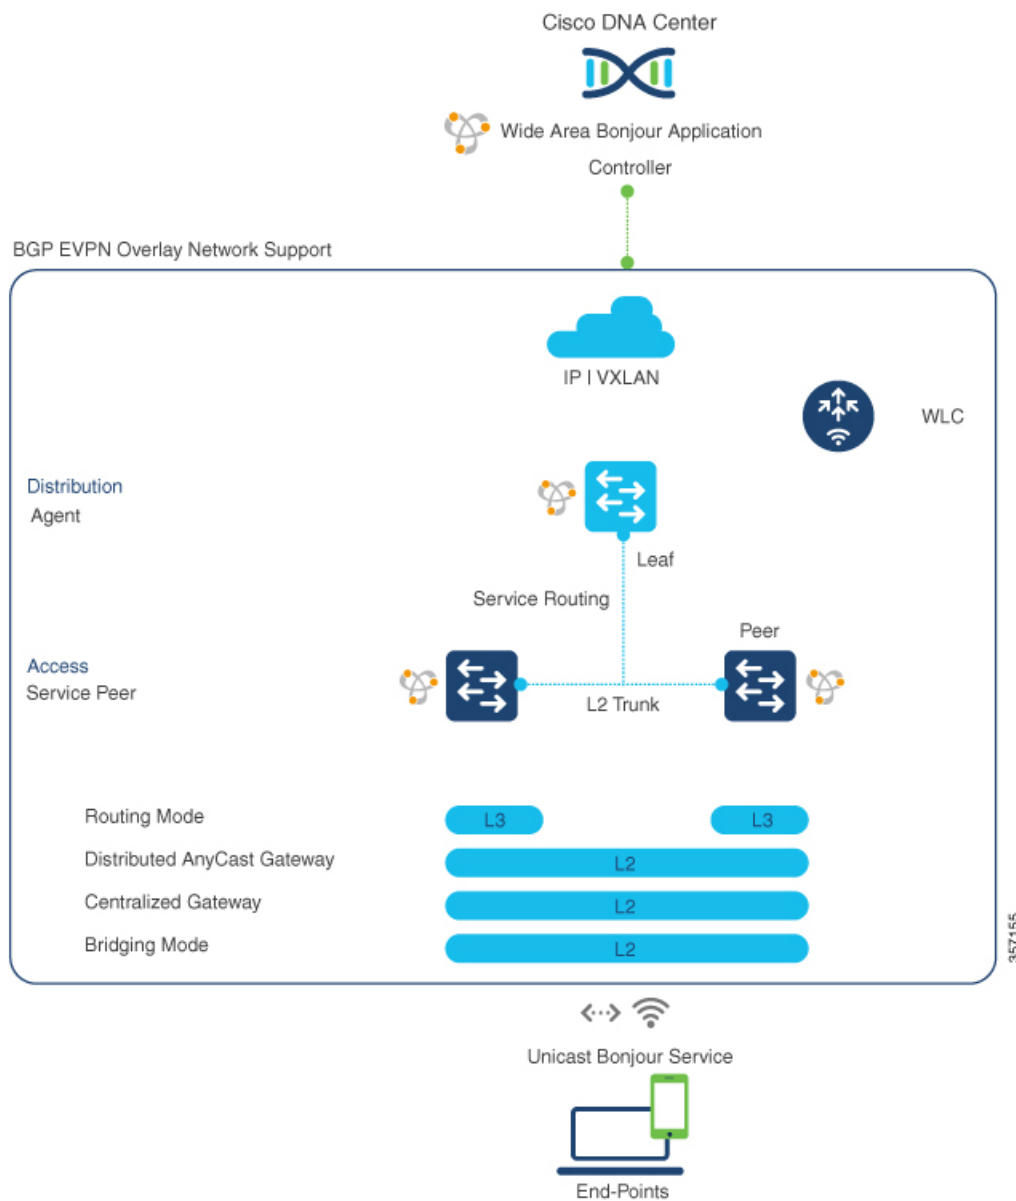 Cisco DNA Center
Wide Area Bonjour Application
Controller
BGP EVPN Overlay Network Support
IP | VXLAN
WLC
Distribution
Agent
Leaf
Service Routing
Peer
Access
Service Peer
L2 Trunk
Routing Mode
L3
L3
Distributed AnyCast Gateway
L2
Centralized Gateway
L2
Bridging Mode
L2
357155
Unicast Bonjour Service
End-Points